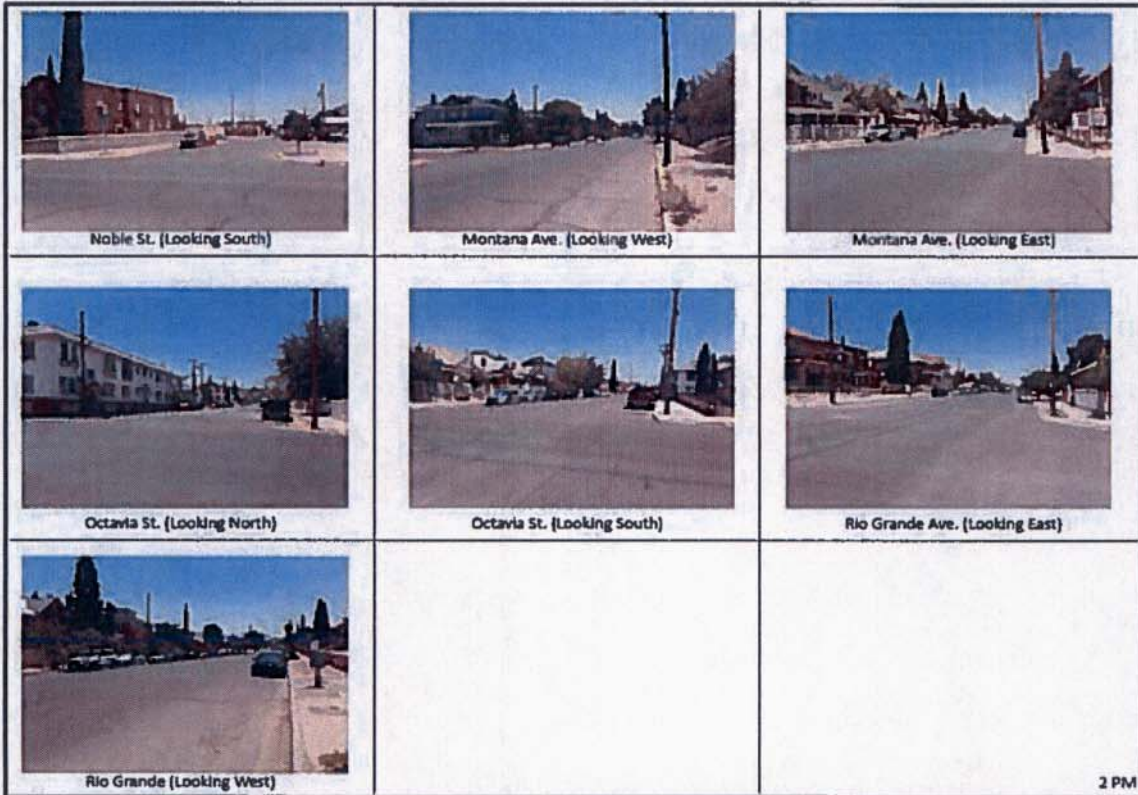 Noble St. (Looking South)
Montana Ave. (Looking West)
Montana Ave. (Looking East)
Octavia St. (Looking North)
Octavia St. (Looking South)
Rio Grande Ave. (Looking East)
Rio Grande (Looking West)
2 PM